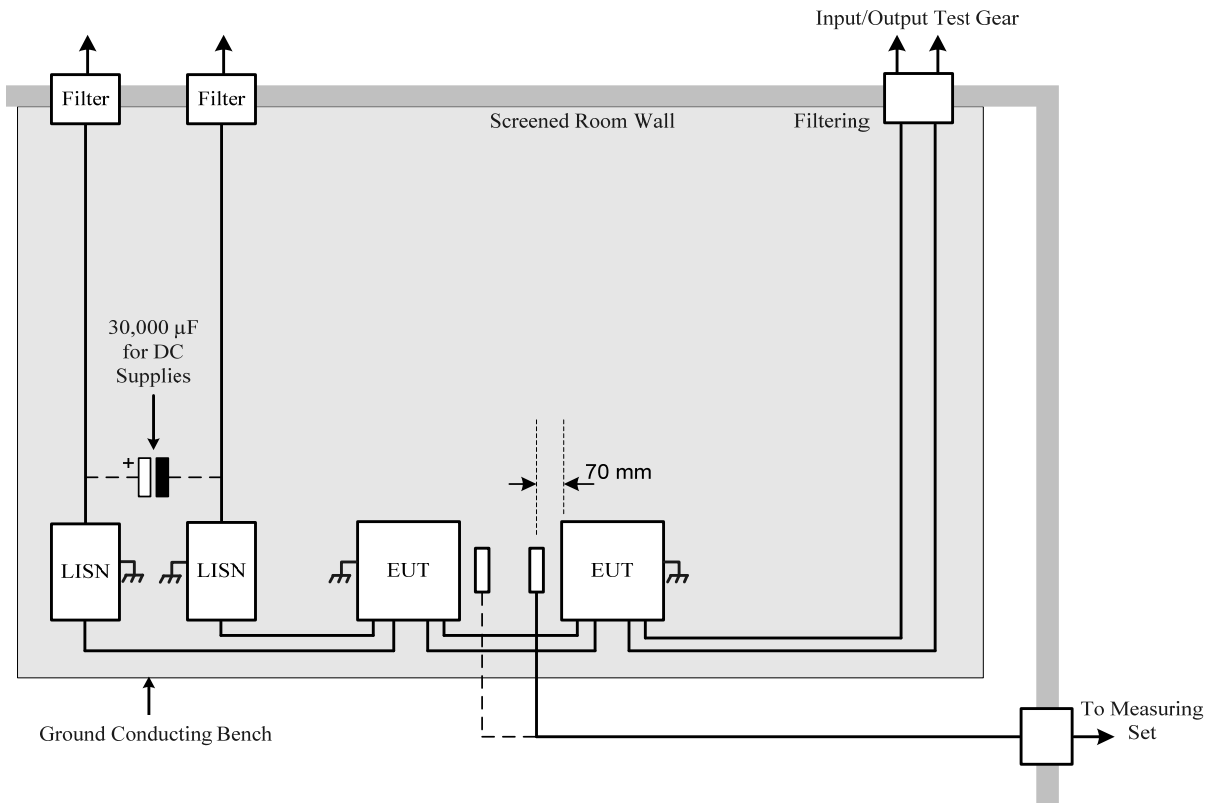 Input/Output Test Gear
Filter
Filter
Screened Room Wall
Filtering
30,000 µF
for DC
Supplies
+
70 mm
LISN
LISN
EUT
EUT
Ground Conducting Bench
To Measuring
Set